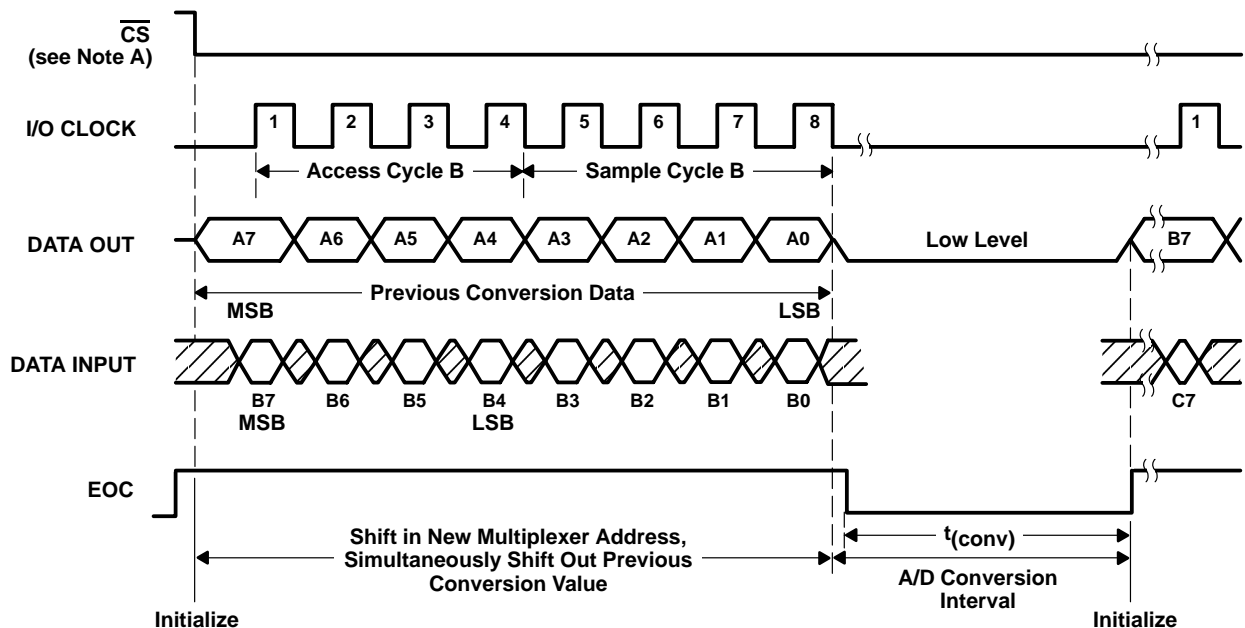 CS
(see Note A)
I/O CLOCK
1 2 3 4 5 6 7 8 1
Access Cycle B Sample Cycle B
DATA OUT
A7 A6 A5 A4 A3 A2 A1 A0 Low Level B7
Previous Conversion Data
MSB LSB
DATA INPUT
B7 B6 B5 B4 B3 B2 B1 B0 C7
MSB LSB
EOC
Shift in New Multiplexer Address,
Simultaneously Shift Out Previous
Conversion Value
t(conv)
A/D Conversion
Interval
Initialize Initialize